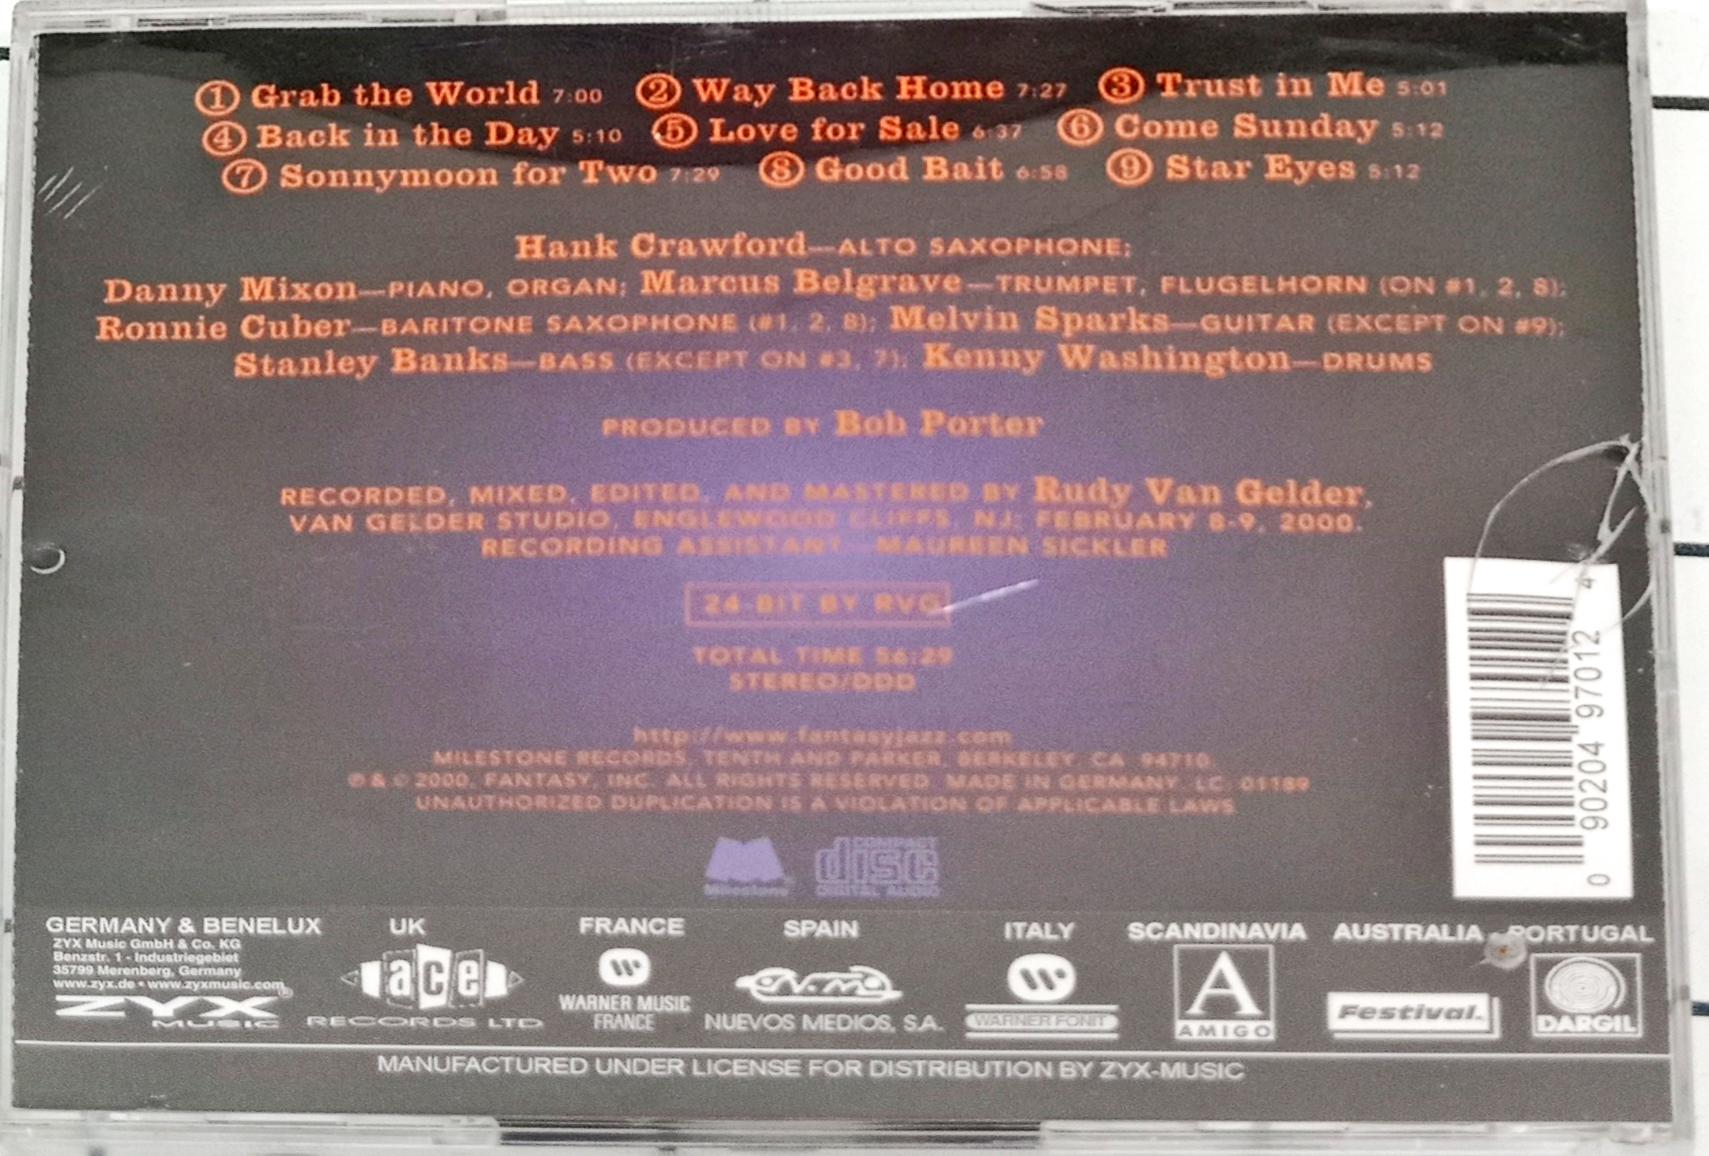 ① Grab the World 7:00 ② Way Back Home 7:27 ③ Trust in Me 5:01
④ Back in the Day 5:10 ⑤ Love for Sale 6:37 ⑥ Come Sunday 5:12
⑦ Sonnymoon for Two 7:29 ⑧ Good Bait 6:58 ⑨ Star Eyes 5:12
Hank Crawford—ALTO SAXOPHONE;
Danny Mixon—PIANO, ORGAN; Marcus Belgrave—TRUMPET, FLUGELHORN (ON #1, 2, 8);
Ronnie Cuber—BARITONE SAXOPHONE (#1, 2, 8); Melvin Sparks—GUITAR (EXCEPT ON #9);
Stanley Banks—BASS (EXCEPT ON #3, 7); Kenny Washington—DRUMS
PRODUCED BY Bob Porter
RECORDED, MIXED, EDITED, AND MASTERED BY Rudy Van Gelder,
VAN GELDER STUDIO, ENGLEWOOD CLIFFS, NJ; FEBRUARY 8-9, 2000.
RECORDING ASSISTANT—MAUREEN SICKLER
24-BIT BY RVG
TOTAL TIME 56:29
STEREO/DDD
http://www.fantasyjazz.com
MILESTONE RECORDS, TENTH AND PARKER, BERKELEY, CA 94710.
℗ & © 2000, FANTASY, INC. ALL RIGHTS RESERVED. MADE IN GERMANY. LC: 01189
UNAUTHORIZED DUPLICATION IS A VIOLATION OF APPLICABLE LAWS.
Milestone®
COMPACT
disc
DIGITAL AUDIO
0 90204 97012 4
GERMANY & BENELUX
ZYX Music GmbH & Co. KG
Benzstr. 1 - Industriegebiet
35799 Merenberg, Germany
www.zyx.de • www.zyxmusic.com
ZYX®
MUSIC
UK
ace
RECORDS LTD
FRANCE
WARNER MUSIC
FRANCE
SPAIN
N.M.
NUEVOS MEDIOS, S.A.
ITALY
WARNER FONIT
SCANDINAVIA
A
AMIGO
AUSTRALIA
Festival.
PORTUGAL
DARGIL
MANUFACTURED UNDER LICENSE FOR DISTRIBUTION BY ZYX-MUSIC